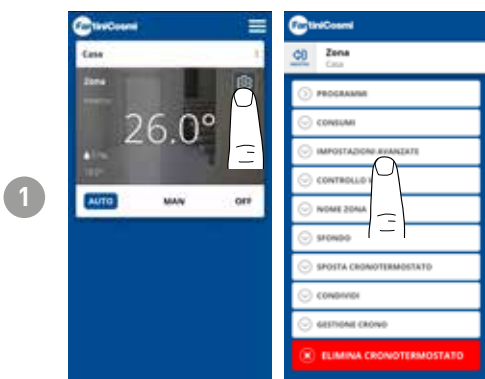 1
FantiniCosmi
Casa
Zona
26.0°
AUTO MAN OFF
FantiniCosmi
Zona
Casa
PROGRAMMI
CONSUMI
IMPOSTAZIONI AVANZATE
CONTROLLO
NOME ZONA
SFONDO
SPOSTA CRONOTERMOSTATO
CONDIVIDI
GESTIONE CRONO
ELIMINA CRONOTERMOSTATO